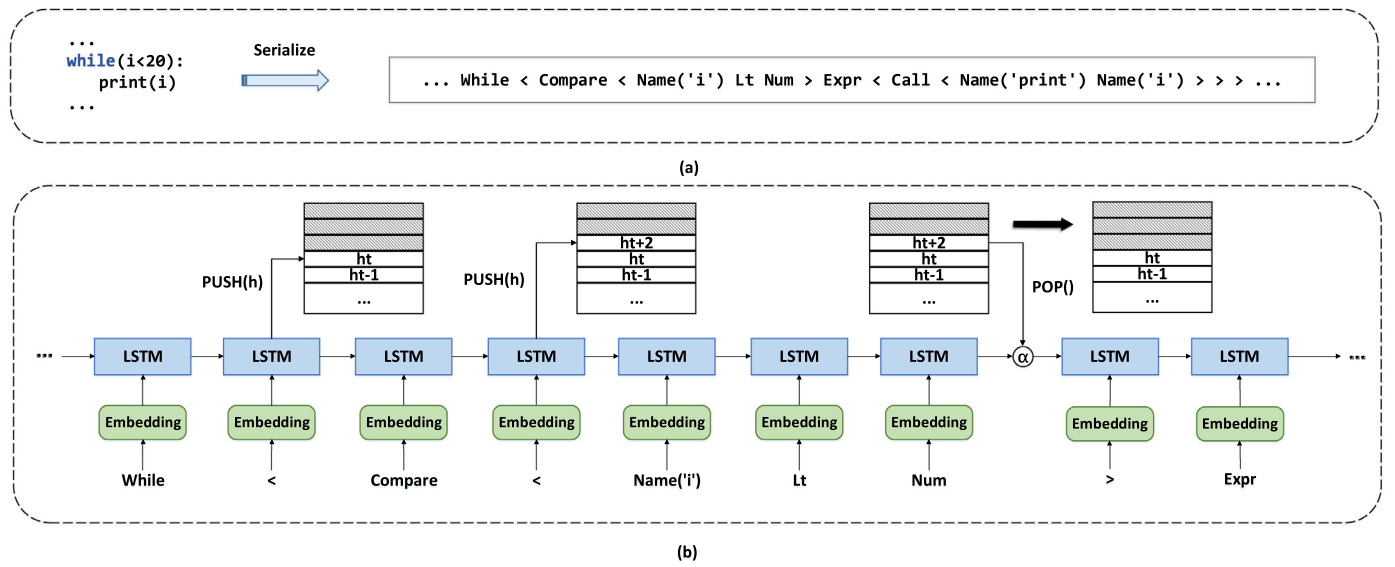 ...
while(i<20):
print(i)
...
Serialize
... While < Compare < Name('i') Lt Num > Expr < Call < Name('print') Name('i') > > > ...
(a)
PUSH(h)
ht
ht-1
...
PUSH(h)
ht+2
ht
ht-1
...
ht+2
ht
ht-1
...
POP()
ht
ht-1
...
... LSTM LSTM LSTM LSTM LSTM LSTM LSTM α LSTM LSTM ...
Embedding Embedding Embedding Embedding Embedding Embedding Embedding Embedding Embedding
While < Compare < Name('i') Lt Num > Expr
(b)